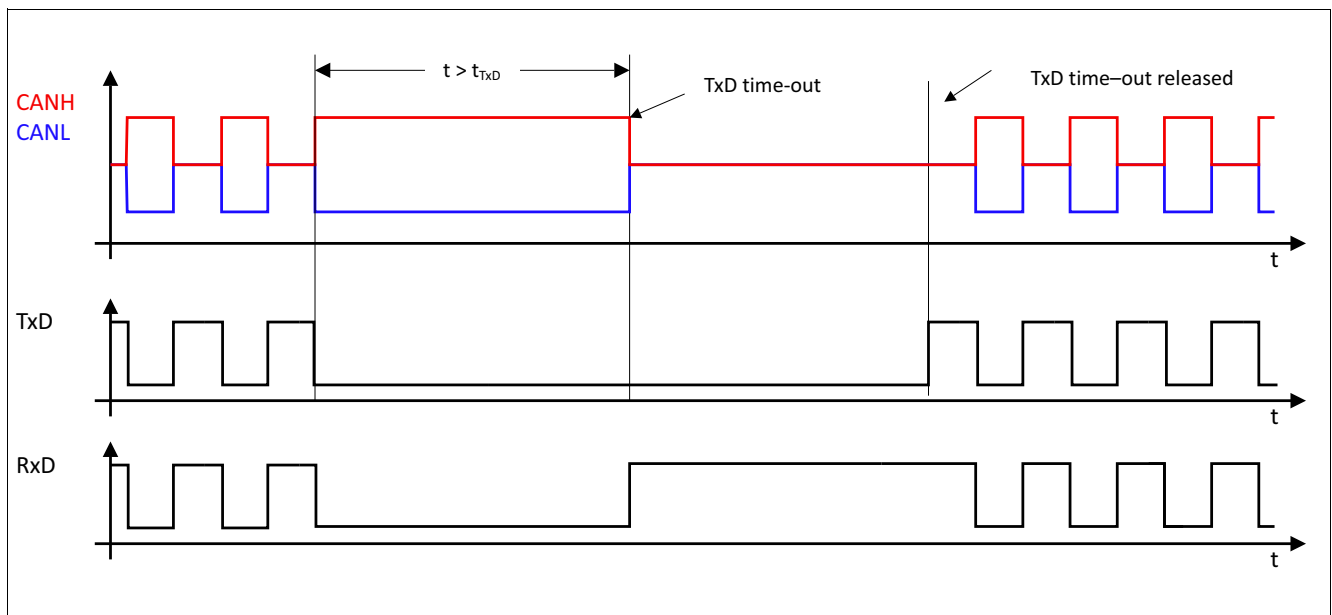 t > tTxD
TxD time-out
TxD time–out released
CANH
CANL
t
TxD
t
RxD
t